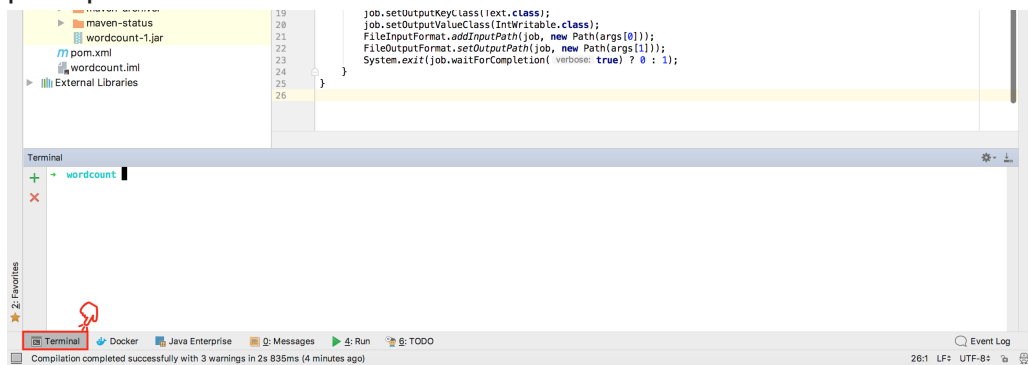 19 job.setOutputKeyClass(Text.class);
maven-status
20 job.setOutputValueClass(IntWritable.class);
wordcount-1.jar
21 FileInputFormat.addInputPath(job, new Path(args[0]));
m pom.xml
22 FileOutputFormat.setOutputPath(job, new Path(args[1]));
wordcount.iml
23 System.exit(job.waitForCompletion( verbose: true) ? 0 : 1);
24 }
External Libraries
25 }
26
Terminal
→ wordcount
2: Favorites
Terminal Docker Java Enterprise 0: Messages 4: Run 6: TODO Event Log
Compilation completed successfully with 3 warnings in 2s 835ms (4 minutes ago) 26:1 LF÷ UTF-8÷